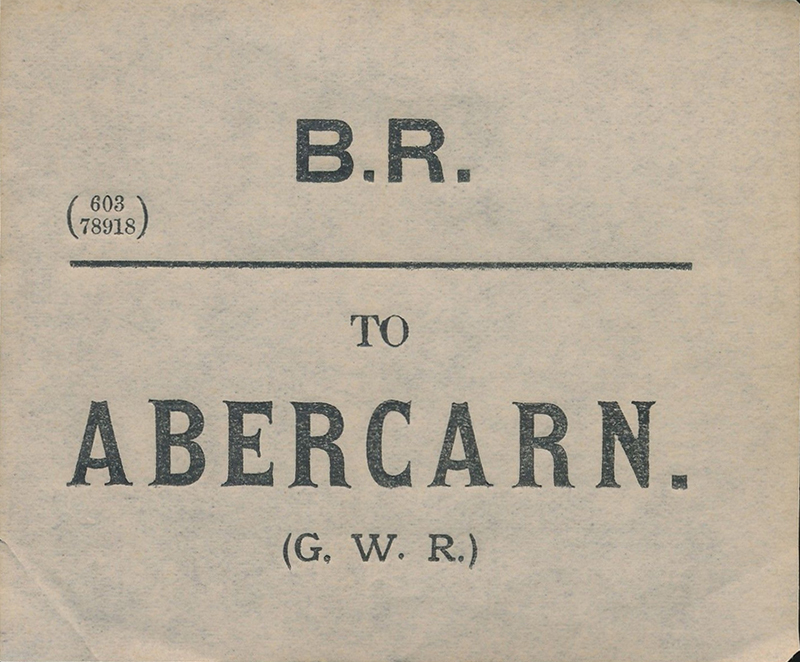 B.R.
(603
78918)
TO
ABERCARN.
(G. W. R.)